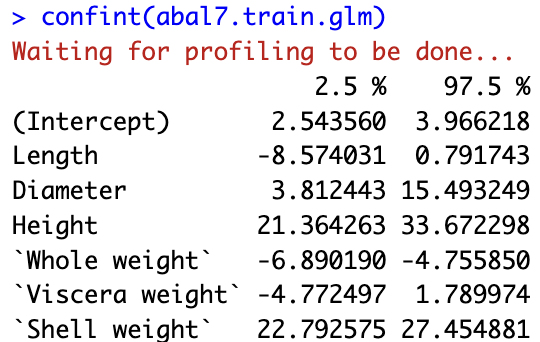 > confint(abal7.train.glm)
Waiting for profiling to be done...
2.5 % 97.5 %
(Intercept) 2.543560 3.966218
Length -8.574031 0.791743
Diameter 3.812443 15.493249
Height 21.364263 33.672298
`Whole weight` -6.890190 -4.755850
`Viscera weight` -4.772497 1.789974
`Shell weight` 22.792575 27.454881